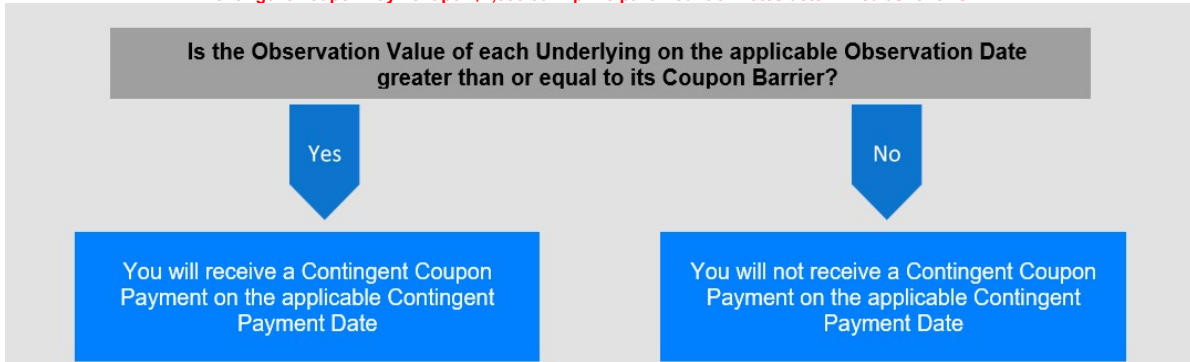 Is the Observation Value of each Underlying on the applicable Observation Date
greater than or equal to its Coupon Barrier?
Yes
No
You will receive a Contingent Coupon
Payment on the applicable Contingent
Payment Date
You will not receive a Contingent Coupon
Payment on the applicable Contingent
Payment Date